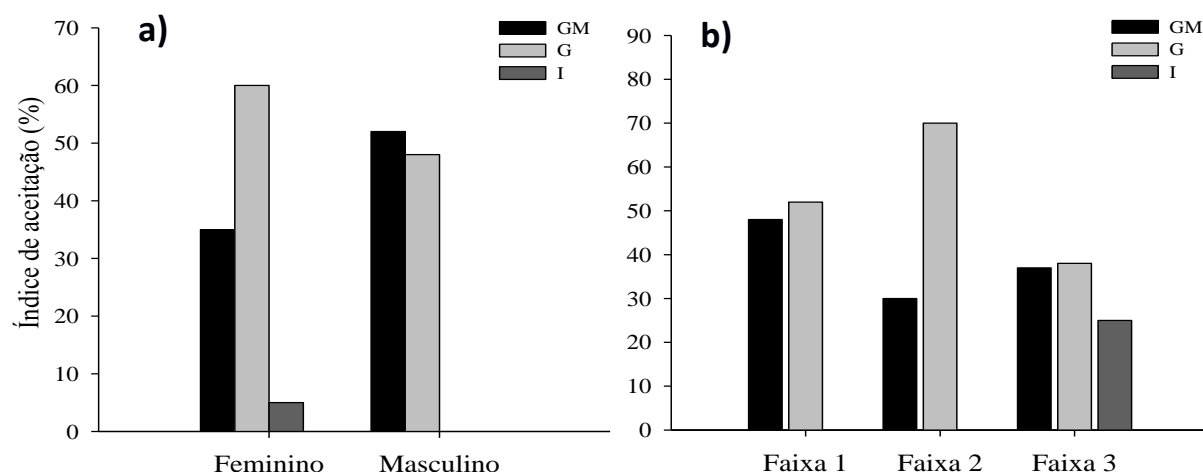 a)
GM
G
I
Índice de aceitação (%)
70
60
50
40
30
20
10
0
Feminino Masculino
b)
GM
G
I
90
80
70
60
50
40
30
20
10
0
Faixa 1 Faixa 2 Faixa 3